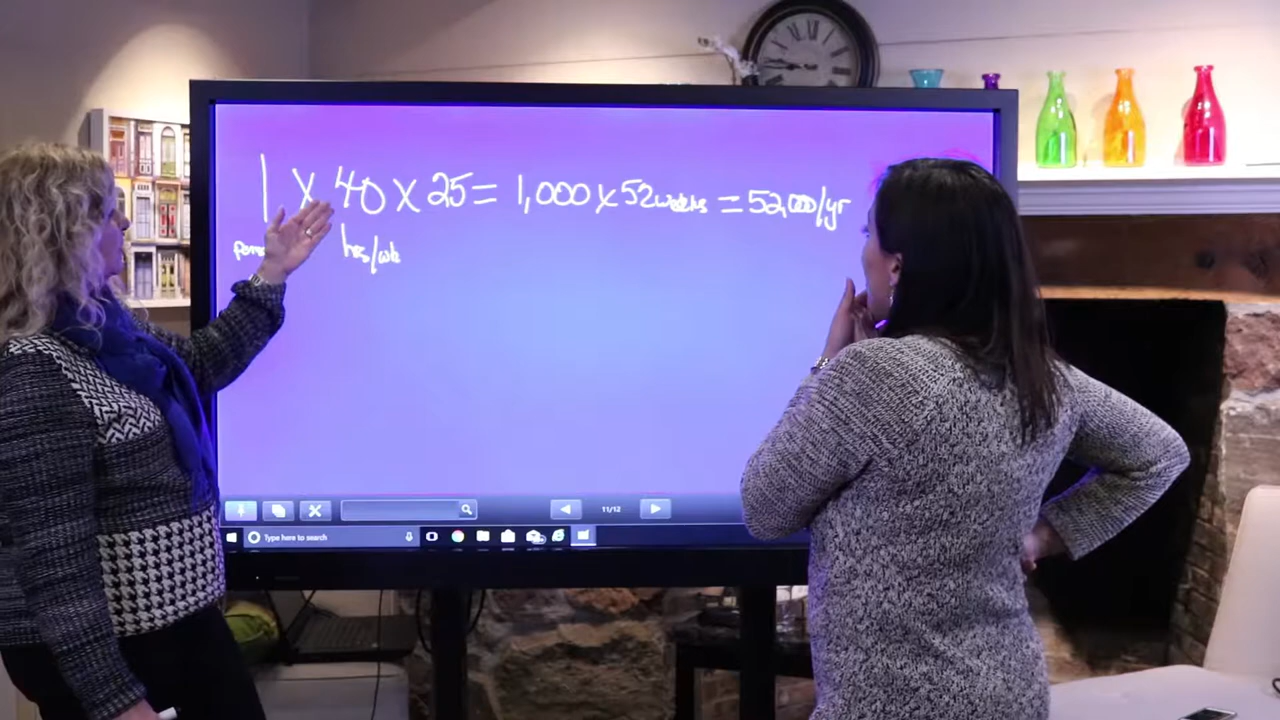 1 X 40 X 25 = 1,000 X 52 weeks = 52,000/yr
hrs/wk
11/12
Type here to search